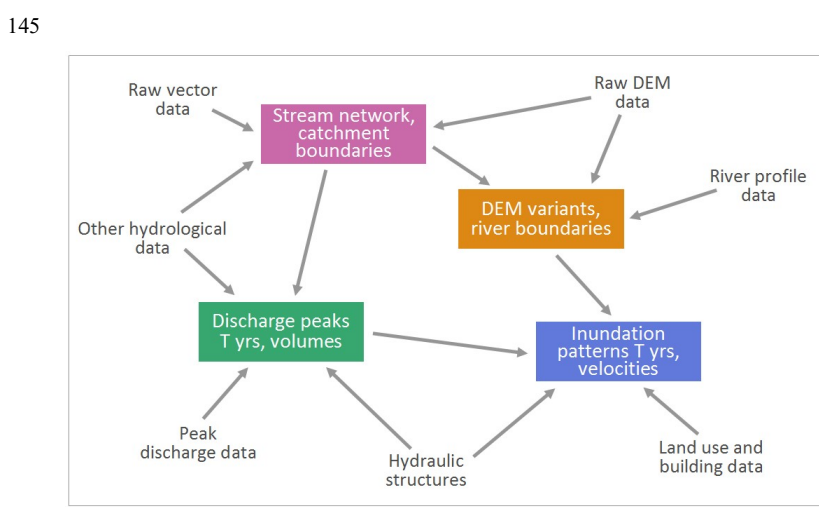 145
Raw vector
data
Raw DEM
data
Stream network,
catchment
boundaries
River profile
data
DEM variants,
river boundaries
Other hydrological
data
Discharge peaks
T yrs, volumes
Inundation
patterns T yrs,
velocities
Peak
discharge data
Hydraulic
structures
Land use and
building data